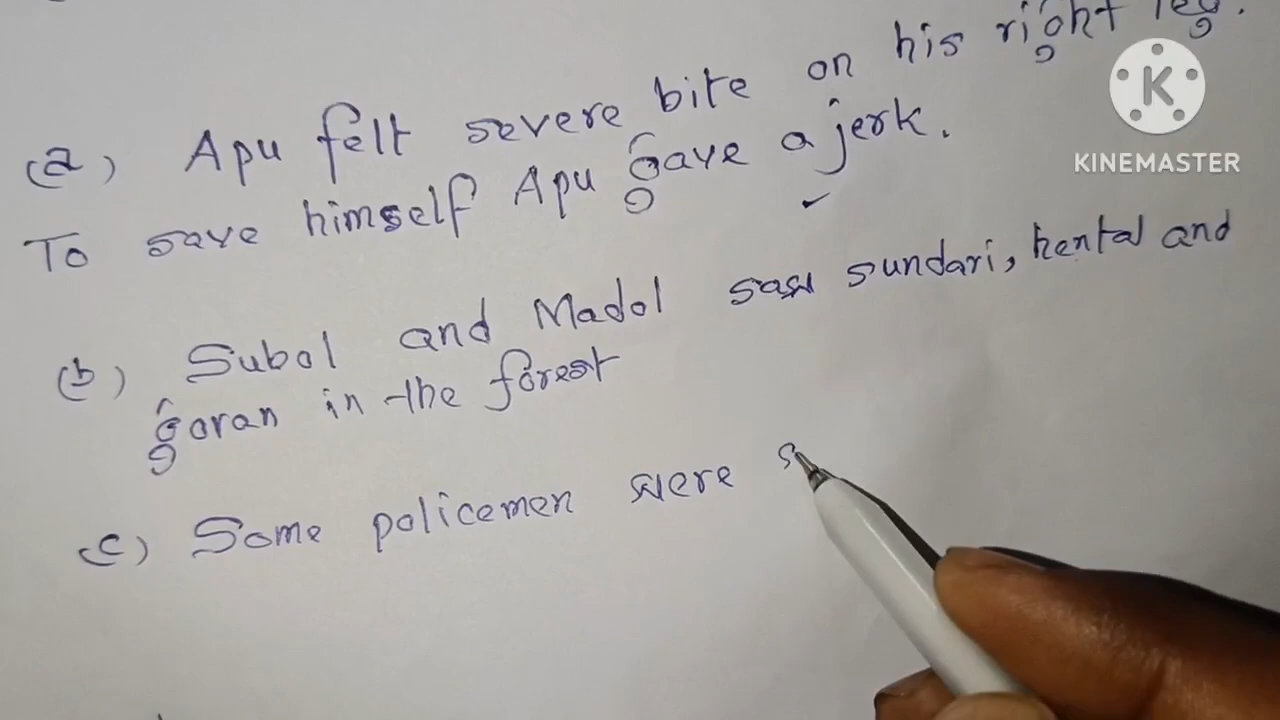 (a) Apu felt severe bite on his right leg.
To save himself Apu gave a jerk.
(b) Subol and Madol saw sundari, hental and
goran in the forest
(c) Some policemen were s
K
KINEMASTER